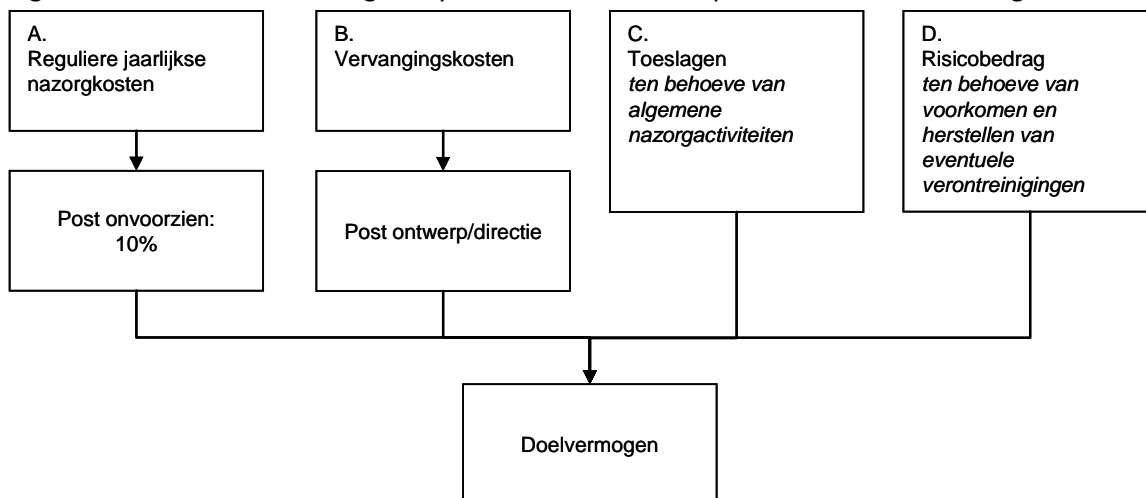 A.
Reguliere jaarlijkse
nazorgkosten
B.
Vervangingskosten
C.
Toeslagen
ten behoeve van
algemene
nazorgactiviteiten
D.
Risicobedrag
ten behoeve van
voorkomen en
herstellen van
eventuele
verontreinigingen
Post onvoorzien:
10%
Post ontwerp/directie
Doelvermogen